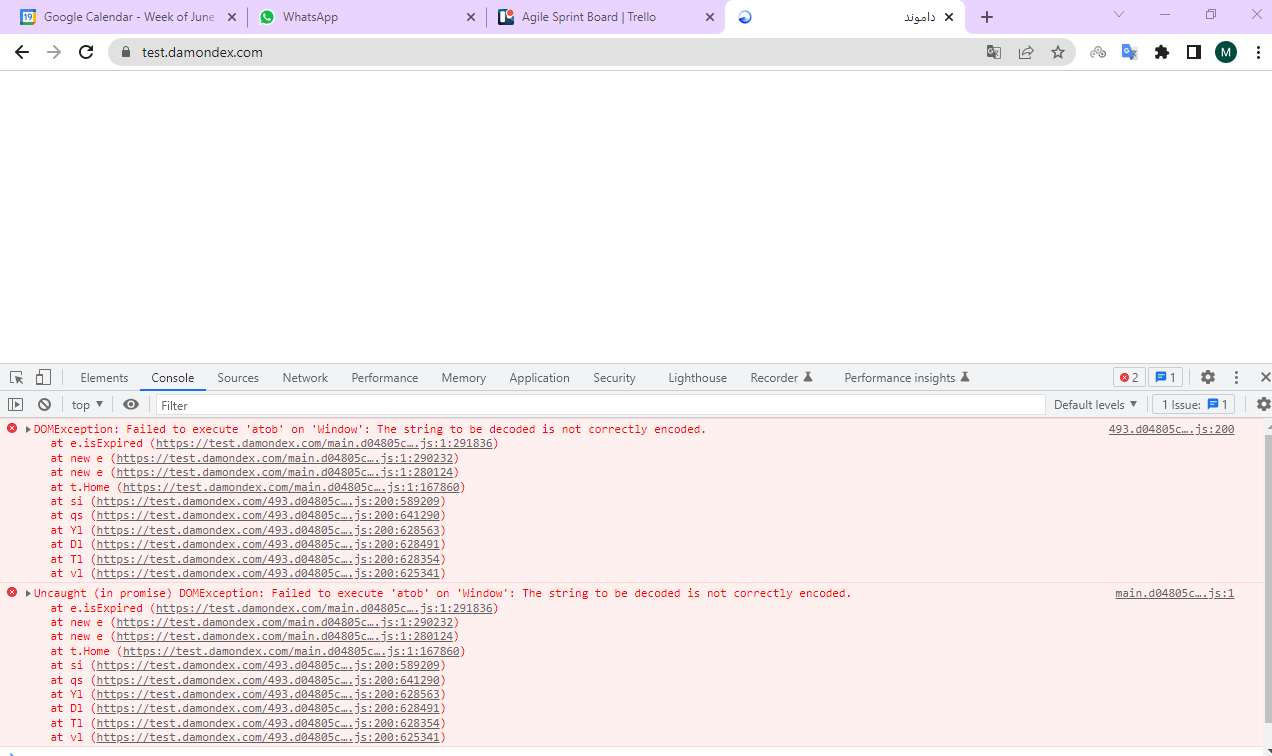 Google Calendar - Week of June
WhatsApp
Agile Sprint Board | Trello
داموند
test.damondex.com
M
Elements Console Sources Network Performance Memory Application Security Lighthouse Recorder Performance insights 2 1
top Filter Default levels 1 Issue: 1
DOMException: Failed to execute 'atob' on 'Window': The string to be decoded is not correctly encoded. 493.d04805c….js:200
at e.isExpired (https://test.damondex.com/main.d04805c….js:1:291836)
at new e (https://test.damondex.com/main.d04805c….js:1:290232)
at new e (https://test.damondex.com/main.d04805c….js:1:280124)
at t.Home (https://test.damondex.com/main.d04805c….js:1:167860)
at si (https://test.damondex.com/493.d04805c….js:200:589209)
at qs (https://test.damondex.com/493.d04805c….js:200:641290)
at Yl (https://test.damondex.com/493.d04805c….js:200:628563)
at Dl (https://test.damondex.com/493.d04805c….js:200:628491)
at Tl (https://test.damondex.com/493.d04805c….js:200:628354)
at vl (https://test.damondex.com/493.d04805c….js:200:625341)
Uncaught (in promise) DOMException: Failed to execute 'atob' on 'Window': The string to be decoded is not correctly encoded. main.d04805c….js:1
at e.isExpired (https://test.damondex.com/main.d04805c….js:1:291836)
at new e (https://test.damondex.com/main.d04805c….js:1:290232)
at new e (https://test.damondex.com/main.d04805c….js:1:280124)
at t.Home (https://test.damondex.com/main.d04805c….js:1:167860)
at si (https://test.damondex.com/493.d04805c….js:200:589209)
at qs (https://test.damondex.com/493.d04805c….js:200:641290)
at Yl (https://test.damondex.com/493.d04805c….js:200:628563)
at Dl (https://test.damondex.com/493.d04805c….js:200:628491)
at Tl (https://test.damondex.com/493.d04805c….js:200:628354)
at vl (https://test.damondex.com/493.d04805c….js:200:625341)